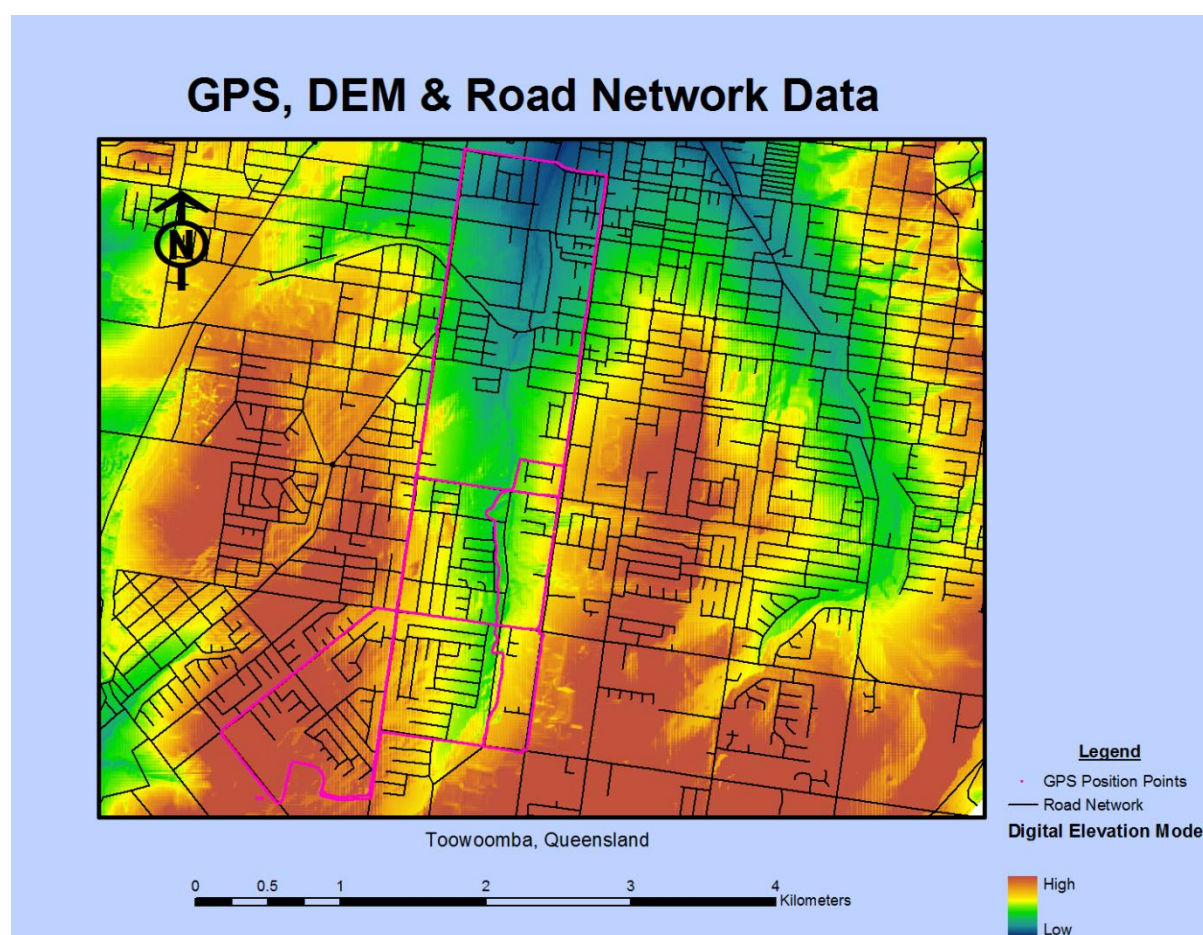 GPS, DEM & Road Network Data
N
Legend
GPS Position Points
Road Network
Digital Elevation Mode
High
Low
Toowoomba, Queensland
0 0.5 1 2 3 4
Kilometers